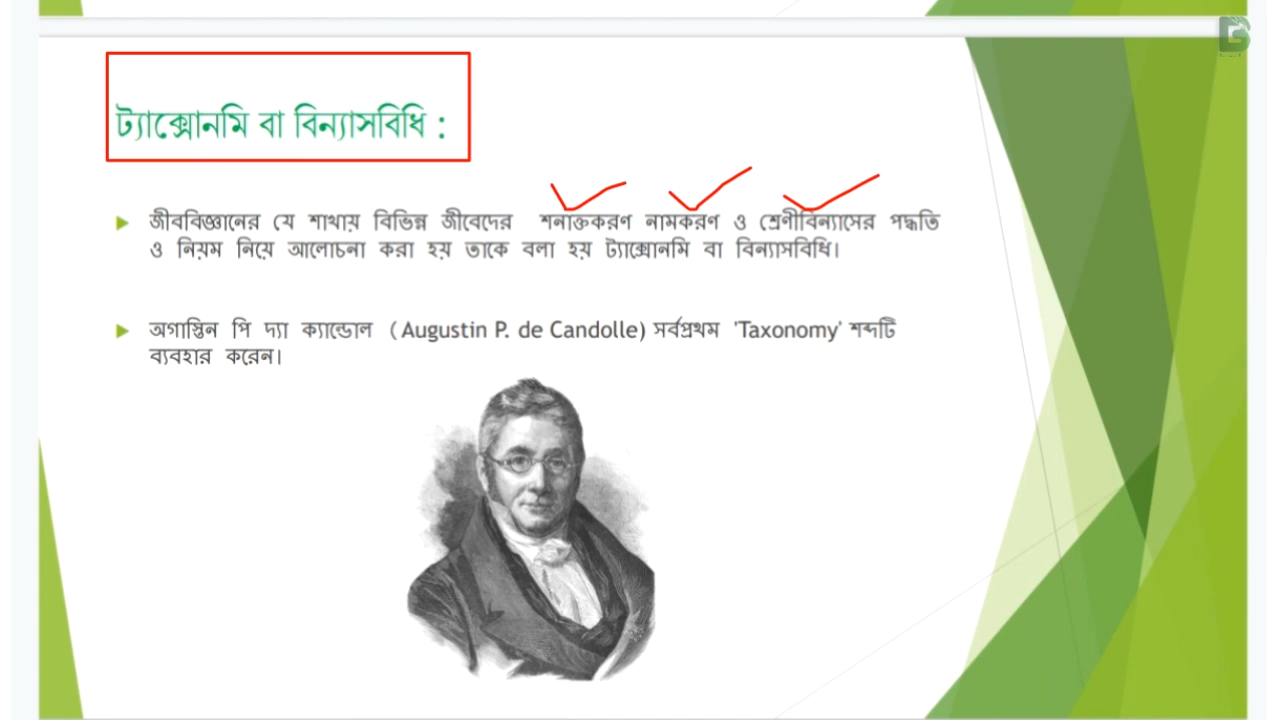 ট্যাক্সোনমি বা বিন্যাসবিধি :
জীববিজ্ঞানের যে শাখায় বিভিন্ন জীবেদের শনাক্তকরণ নামকরণ ও শ্রেণীবিন্যাসের পদ্ধতি
ও নিয়ম নিয়ে আলোচনা করা হয় তাকে বলা হয় ট্যাক্সোনমি বা বিন্যাসবিধি।
অগাস্তিন পি দ্যা ক্যান্ডোল ( Augustin P. de Candolle) সর্বপ্রথম 'Taxonomy' শব্দটি
ব্যবহার করেন।